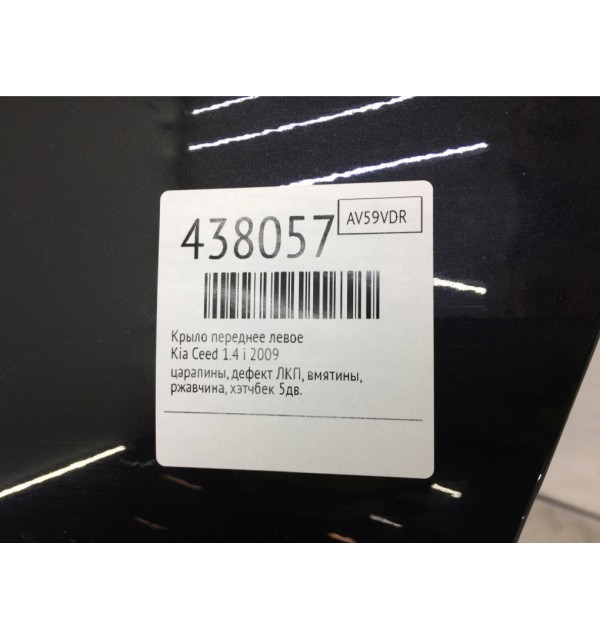 438057
AV59VDR
Крыло переднее левое
Kia Ceed 1.4 i 2009
царапины, дефект ЛКП, вмятины,
ржавчина, хэтчбек 5дв.